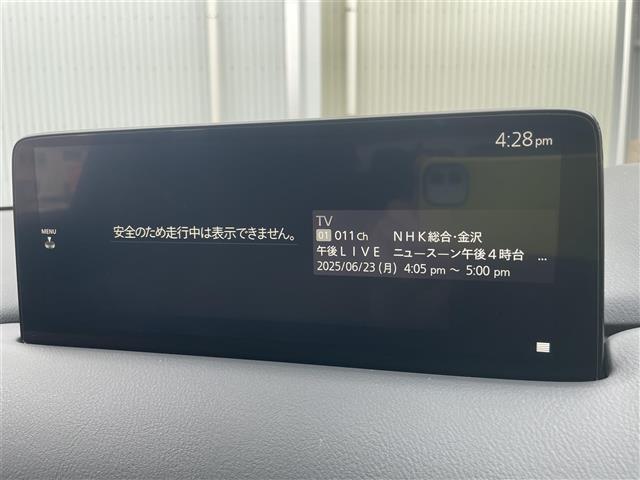 4:28 pm
MENU
安全のため走行中は表示できません。
TV
01 011 Ch NHK総合・金沢
午後LIVE ニュースーン午後4時台 ...
2025/06/23 (月) 4:05 pm ～ 5:00 pm